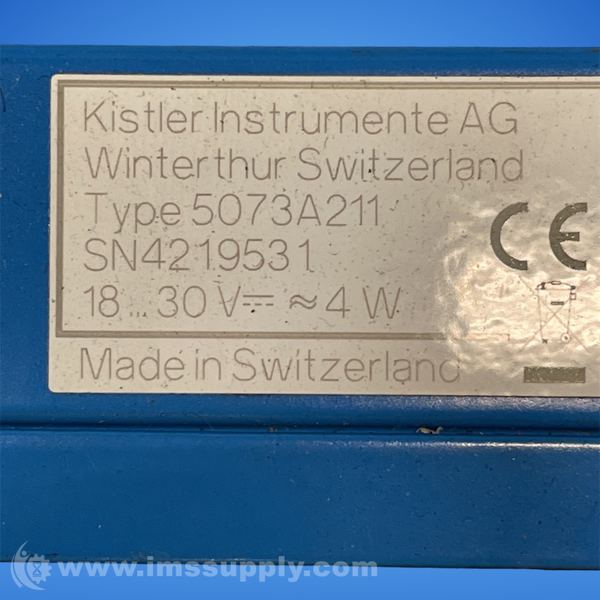 Kistler Instrumente AG
Winterthur Switzerland
Type 5073A211
SN4219531
18 ... 30 V⎓ ≈ 4 W
CE
Made in Switzerland
www.imssupply.com